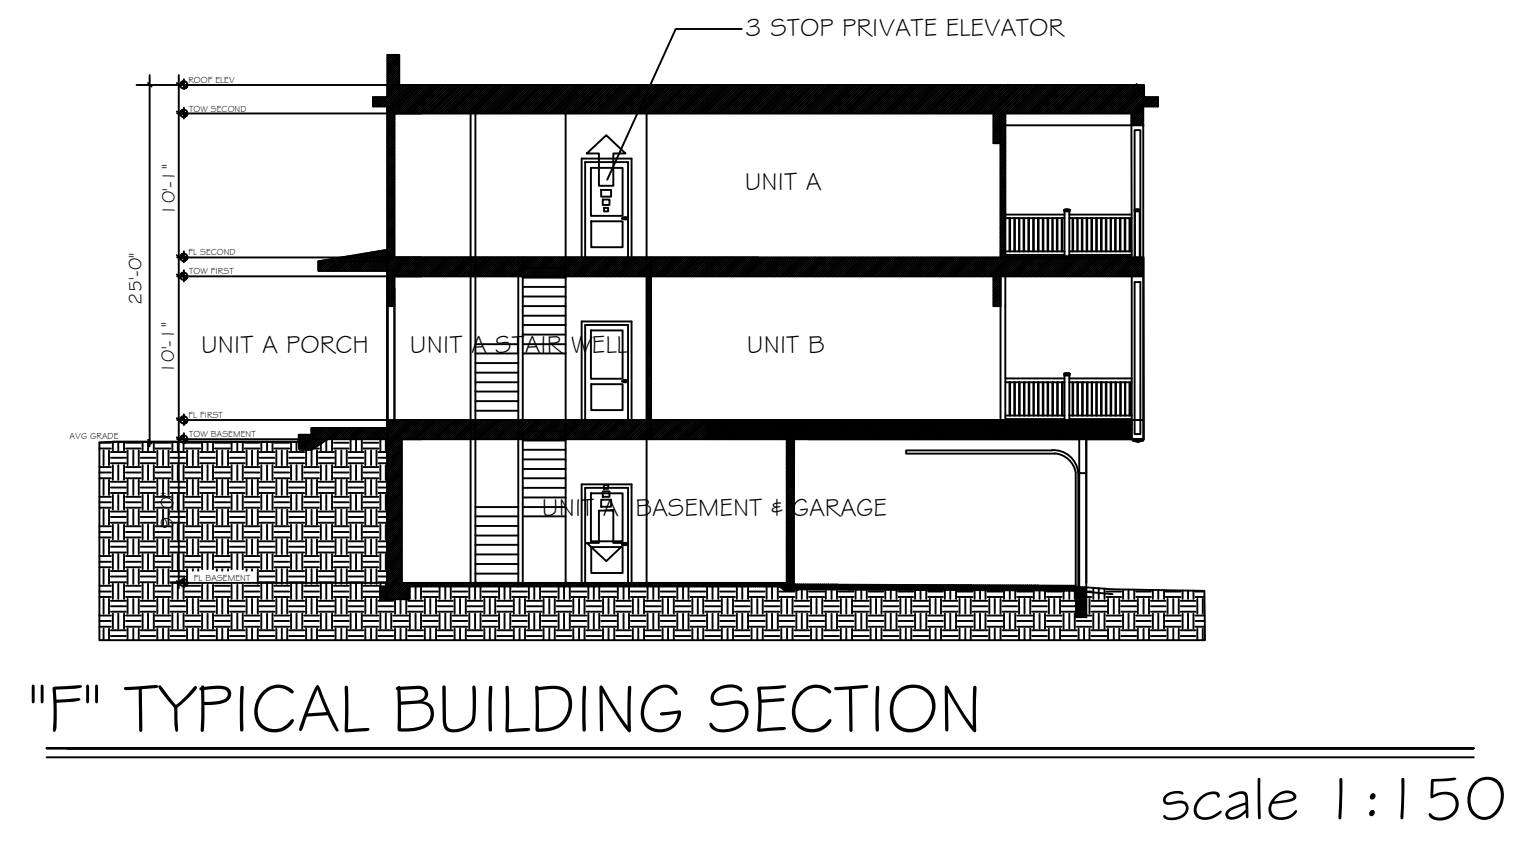 3 STOP PRIVATE ELEVATOR
ROOF ELEV
TOW SECOND
10'-1"
UNIT A
FL SECOND
TOW FIRST
25'-0"
10'-1"
UNIT A PORCH
UNIT A STAIR WELL
UNIT B
FL FIRST
TOW BASEMENT
AVG GRADE
UNIT A BASEMENT & GARAGE
FL BASEMENT
"F" TYPICAL BUILDING SECTION
scale 1:150